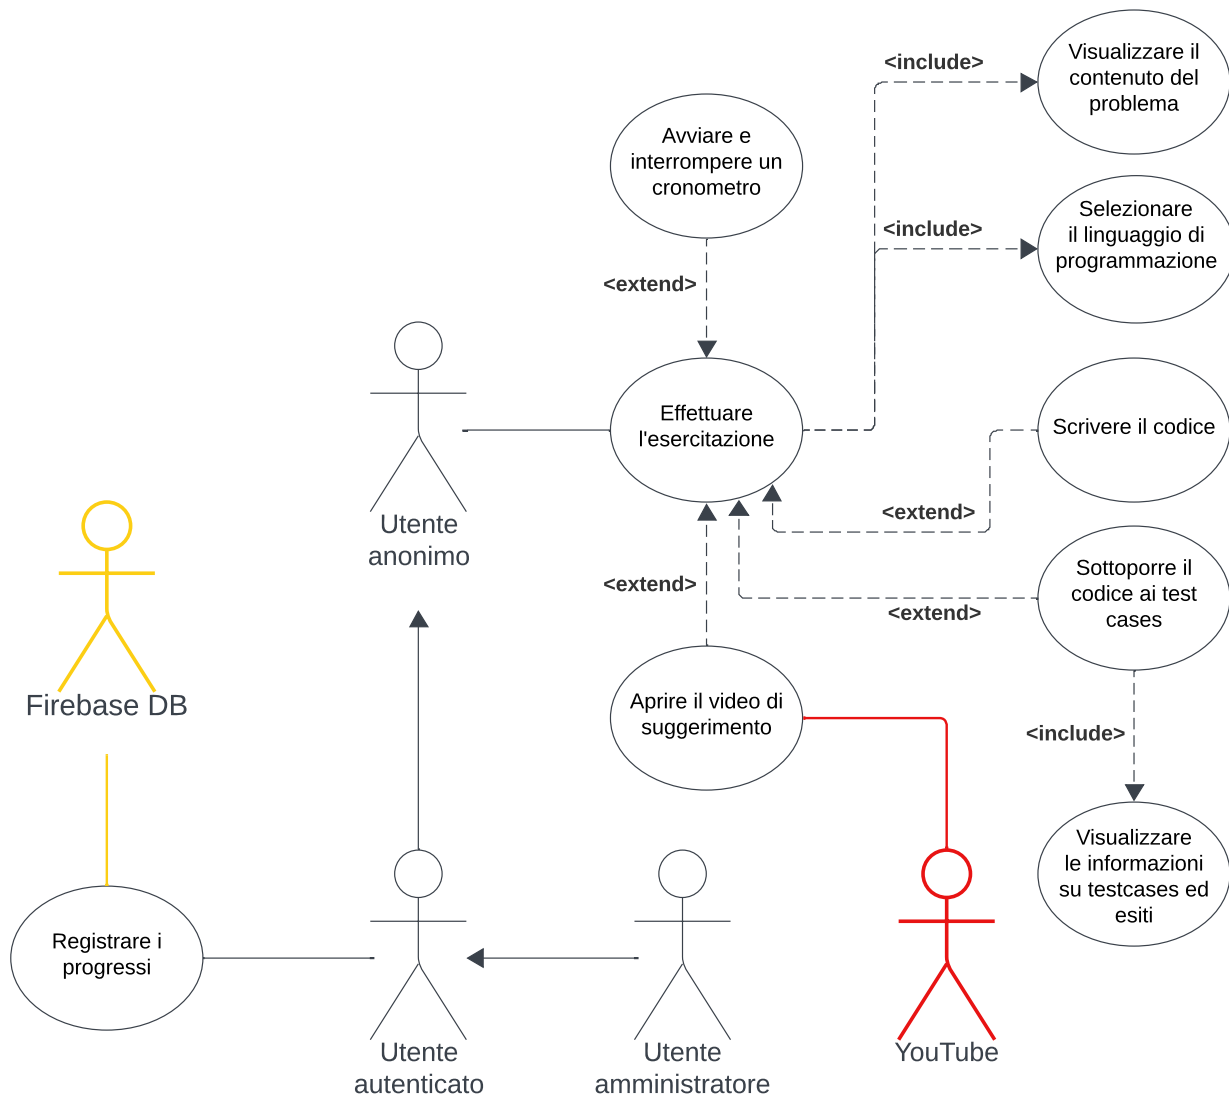 <include>
Visualizzare il
contenuto del
problema
Avviare e
interrompere un
cronometro
<include>
Selezionare
il linguaggio di
programmazione
<extend>
Effettuare
l'esercitazione
Scrivere il codice
<extend>
Utente
anonimo
<extend>
Sottoporre il
codice ai test
cases
<extend>
Firebase DB
Aprire il video di
suggerimento
<include>
Visualizzare
le informazioni
su testcases ed
esiti
Registrare i
progressi
Utente
autenticato
Utente
amministratore
YouTube